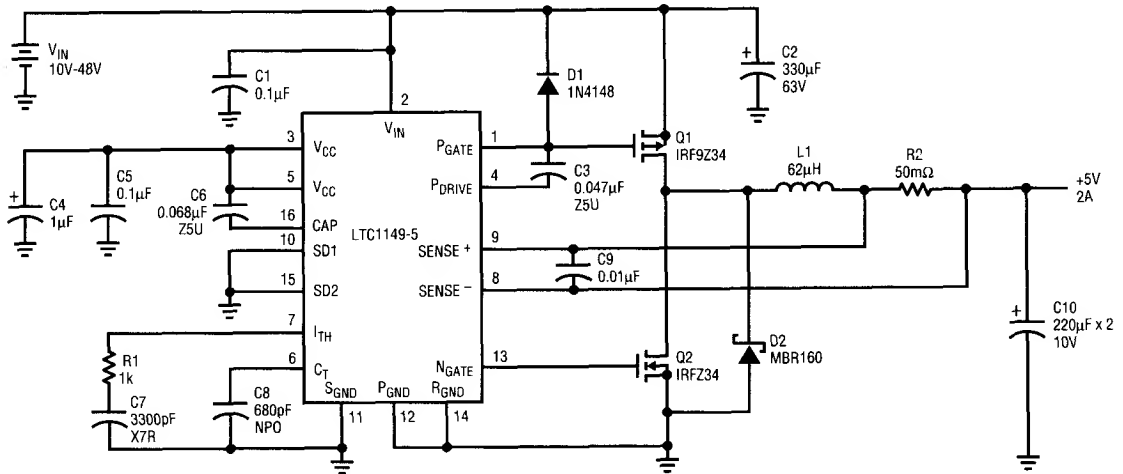 V_IN
10V-48V
C1
0.1µF
2
V_IN
D1
1N4148
+ C2
330µF
63V
3
V_CC
5
V_CC
P_GATE
1
P_DRIVE
4
C3
0.047µF
Z5U
Q1
IRF9Z34
L1
62µH
R2
50mΩ
+5V
2A
+
C4
1µF
C5
0.1µF
C6
0.068µF
Z5U
16
CAP
10
SD1
15
SD2
LTC1149-5
SENSE +
9
SENSE −
8
C9
0.01µF
7
I_TH
6
C_T
R1
1k
C7
3300pF
X7R
C8
680pF
NPO
S_GND
11
P_GND
12
R_GND
14
N_GATE
13
Q2
IRFZ34
D2
MBR160
+
C10
220µF x 2
10V